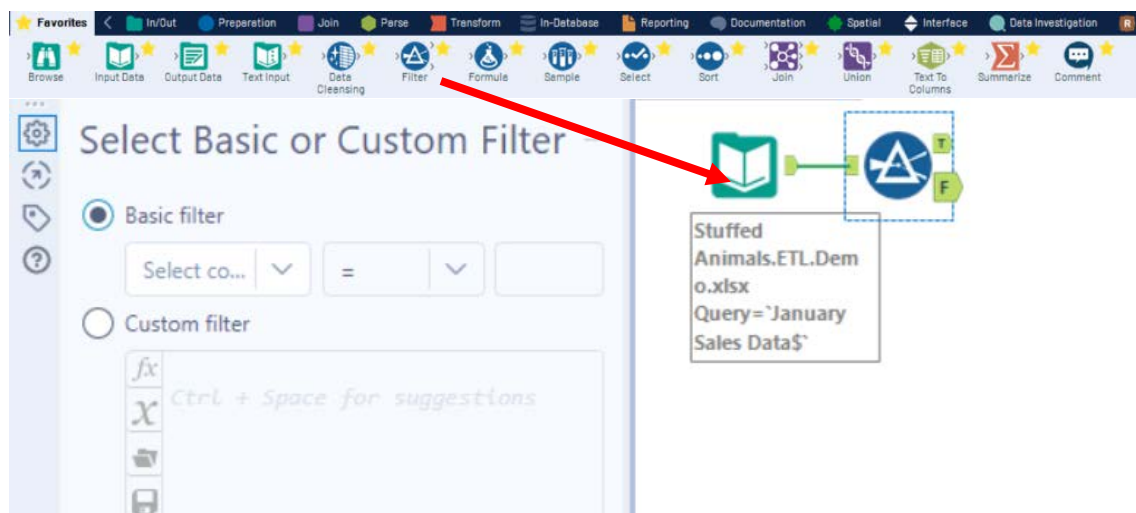 Favorites
In/Out
Preparation
Join
Parse
Transform
In-Database
Reporting
Documentation
Spatial
Interface
Data Investigation
R
Browse
Input Data
Output Data
Text Input
Data
Cleansing
Filter
Formula
Sample
Select
Sort
Join
Union
Text To
Columns
Summarize
Comment
Select Basic or Custom Filter
Basic filter
Select co...
=
Custom filter
fx
Ctrl + Space for suggestions
X
T
F
Stuffed
Animals.ETL.Dem
o.xlsx
Query=`January
Sales Data$`